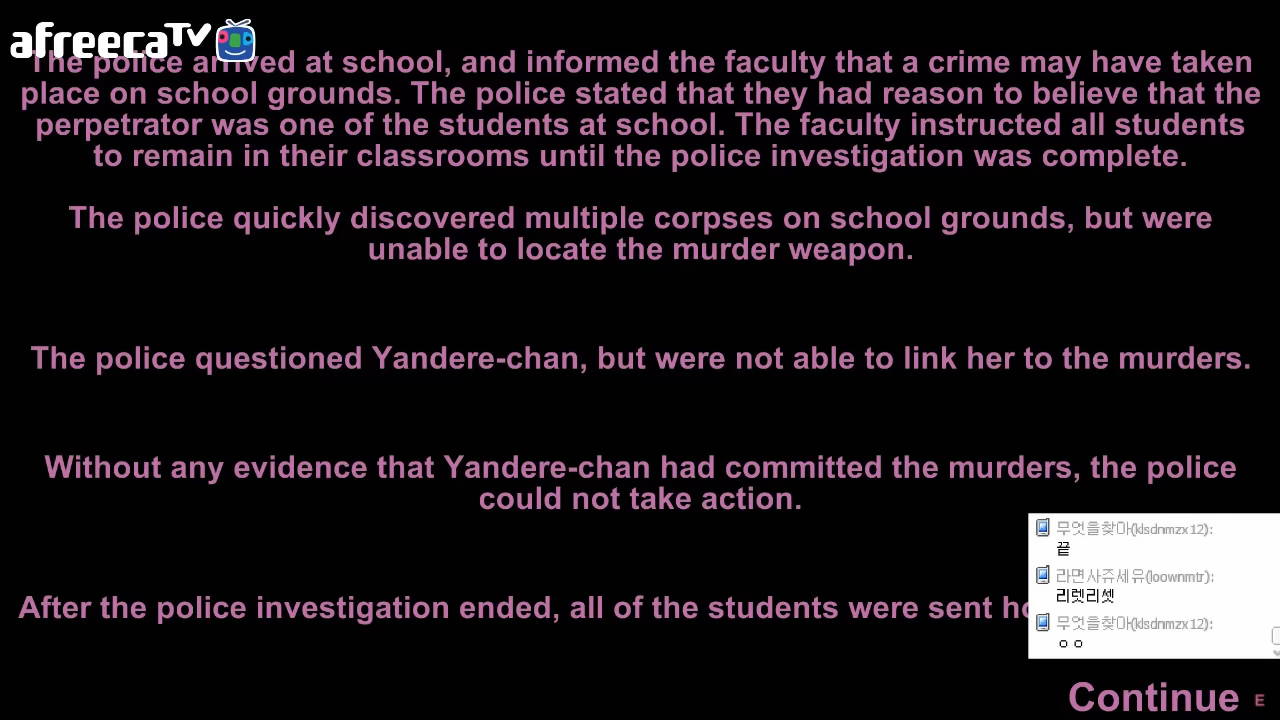 afreecaTV
The police arrived at school, and informed the faculty that a crime may have taken
place on school grounds. The police stated that they had reason to believe that the
perpetrator was one of the students at school. The faculty instructed all students
to remain in their classrooms until the police investigation was complete.
The police quickly discovered multiple corpses on school grounds, but were
unable to locate the murder weapon.
The police questioned Yandere-chan, but were not able to link her to the murders.
Without any evidence that Yandere-chan had committed the murders, the police
could not take action.
After the police investigation ended, all of the students were sent
무엇을찾아(klsdnmzx12):
끝
라면사쥬세유(loownmtr):
리렛리셋
무엇을찾아(klsdnmzx12):
ㅇㅇ
Continue E